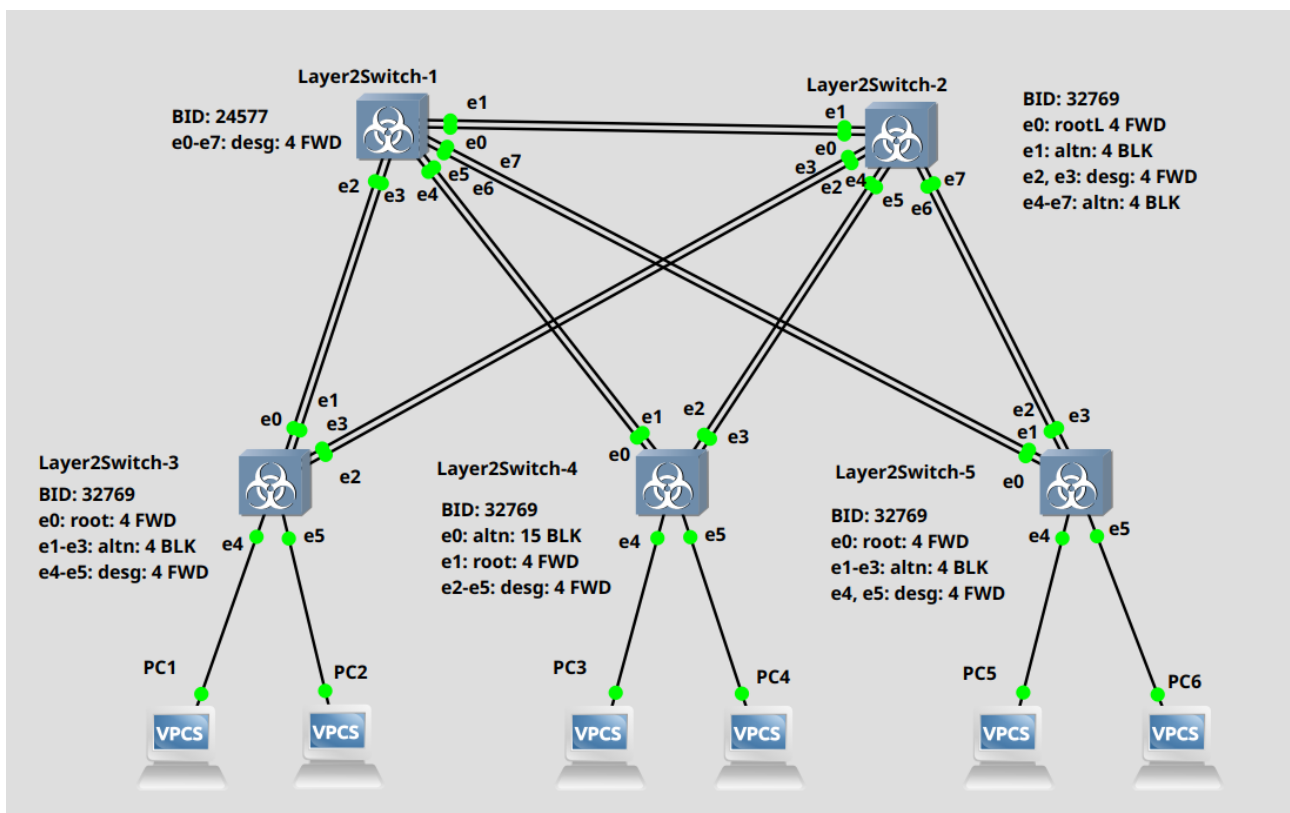 Layer2Switch-1
Layer2Switch-2
BID: 24577
e0-e7: desg: 4 FWD
e1
e0
e7
e5
e6
e4
e2
e3
e1
e0
e3
e2
e4
e5
e7
e6
BID: 32769
e0: rootL 4 FWD
e1: altn: 4 BLK
e2, e3: desg: 4 FWD
e4-e7: altn: 4 BLK
e0
e1
e3
e2
e4
e5
Layer2Switch-3
BID: 32769
e0: root: 4 FWD
e1-e3: altn: 4 BLK
e4-e5: desg: 4 FWD
e1
e0
e2
e3
e4
e5
Layer2Switch-4
BID: 32769
e0: altn: 15 BLK
e1: root: 4 FWD
e2-e5: desg: 4 FWD
e2
e3
e1
e0
e4
e5
Layer2Switch-5
BID: 32769
e0: root: 4 FWD
e1-e3: altn: 4 BLK
e4, e5: desg: 4 FWD
PC1
PC2
PC3
PC4
PC5
PC6
VPCS
VPCS
VPCS
VPCS
VPCS
VPCS